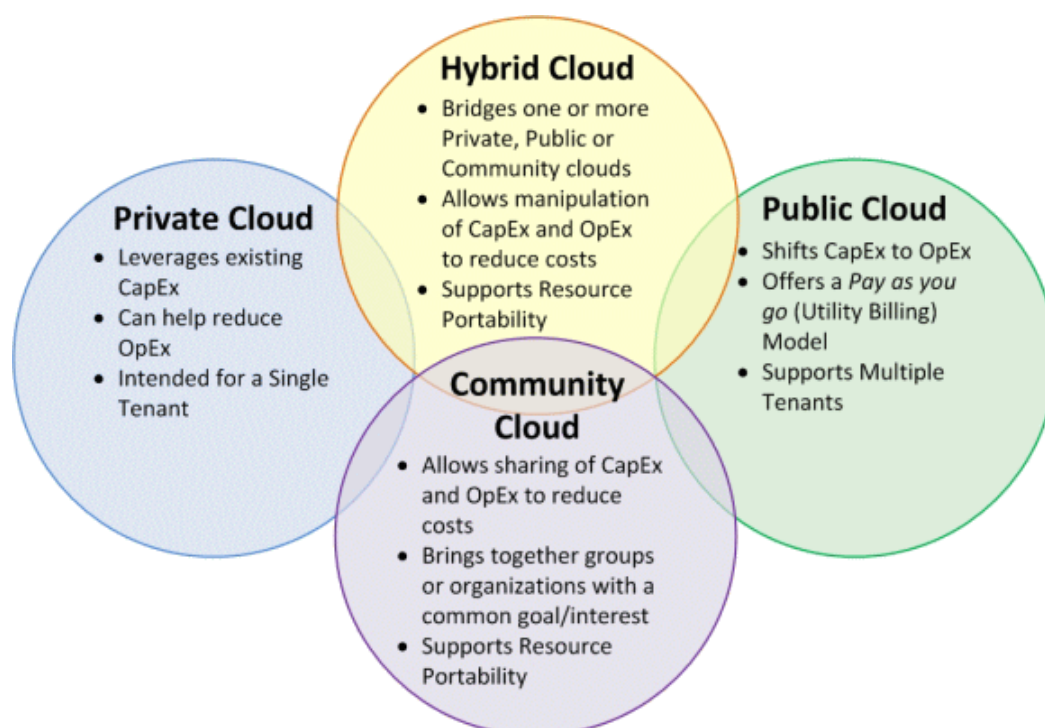 Hybrid Cloud
• Bridges one or more
Private, Public or
Community clouds
• Allows manipulation
of CapEx and OpEx
to reduce costs
• Supports Resource
Portability
Private Cloud
• Leverages existing
CapEx
• Can help reduce
OpEx
• Intended for a Single
Tenant
Public Cloud
• Shifts CapEx to OpEx
• Offers a Pay as you
go (Utility Billing)
Model
• Supports Multiple
Tenants
Community
Cloud
• Allows sharing of CapEx
and OpEx to reduce
costs
• Brings together groups
or organizations with a
common goal/interest
• Supports Resource
Portability